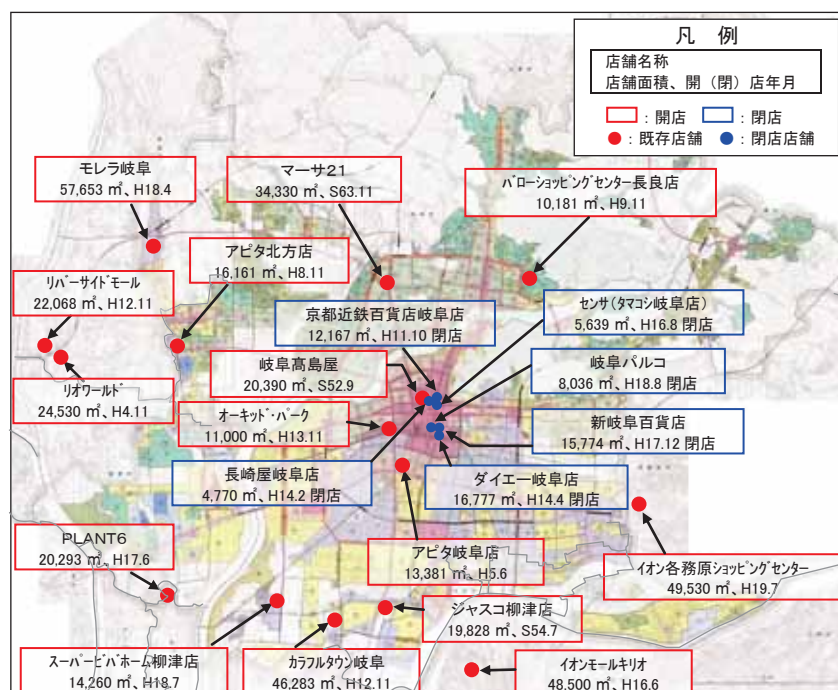 凡 例
店舗名称
店舗面積、開（閉）店年月
：開店 ：閉店
：既存店舗 ：閉店店舗
モレラ岐阜
57,653 ㎡、H18.4
マーサ21
34,330 ㎡、S63.11
ﾊﾞﾛｰｼｮｯﾋﾟﾝｸﾞｾﾝﾀｰ長良店
10,181 ㎡、H9.11
アピタ北方店
16,161 ㎡、H8.11
ﾘﾊﾞｰｻｲﾄﾞﾓｰﾙ
22,068 ㎡、H12.11
京都近鉄百貨店岐阜店
12,167 ㎡、H11.10 閉店
センサ（タマコシ岐阜店）
5,639 ㎡、H16.8 閉店
岐阜髙島屋
20,390 ㎡、S52.9
岐阜パルコ
8,036 ㎡、H18.8 閉店
ﾘｵﾜｰﾙﾄﾞ
24,530 ㎡、H4.11
オーキッド・パーク
11,000 ㎡、H13.11
新岐阜百貨店
15,774 ㎡、H17.12 閉店
長崎屋岐阜店
4,770 ㎡、H14.2 閉店
ダイエー岐阜店
16,777 ㎡、H14.4 閉店
PLANT6
20,293 ㎡、H17.6
アピタ岐阜店
13,381 ㎡、H5.6
ｲｵﾝ各務原ｼｮｯﾋﾟﾝｸﾞｾﾝﾀｰ
49,530 ㎡、H19.7
ジャスコ柳津店
19,828 ㎡、S54.7
ｽｰﾊﾟｰﾋﾞﾊﾞﾎｰﾑ柳津店
14,260 ㎡、H18.7
ｶﾗﾌﾙﾀｳﾝ岐阜
46,283 ㎡、H12.11
イオンモールキリオ
48,500 ㎡、H16.6